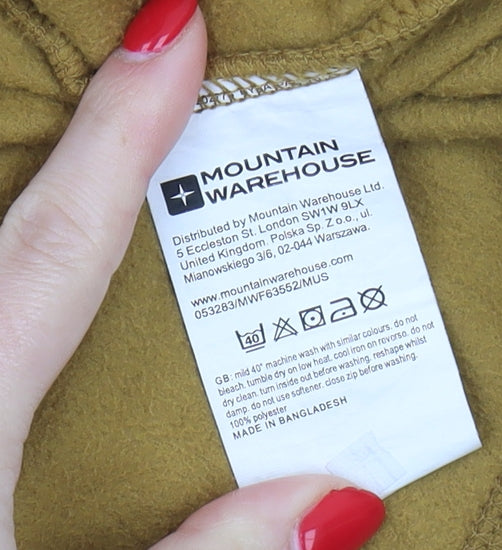 MOUNTAIN
WAREHOUSE
Distributed by Mountain Warehouse Ltd.
5 Eccleston St. London SW1W 9LX
United Kingdom. Polska Sp. Z.o.o., ul.
Mianowskiego 3/6, 02-044 Warszawa.
www.mountainwarehouse.com
053283/MWF63552/MUS
40
GB: mild 40° machine wash with similar colours. do not
bleach. tumble dry on low heat. cool iron on reverso. do not
dry clean. turn inside out before washing. reshape whilst
damp. do not use softener. close zip before washing.
100% polyester
MADE IN BANGLADESH